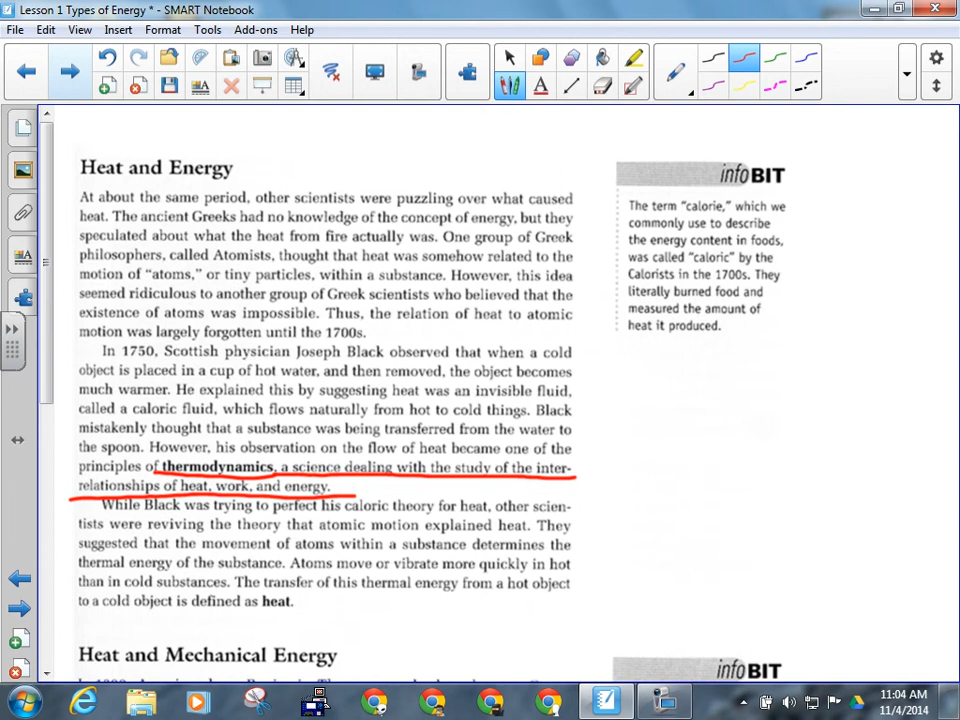 Lesson 1 Types of Energy * - SMART Notebook
File Edit View Insert Format Tools Add-ons Help
Heat and Energy
At about the same period, other scientists were puzzling over what caused
heat. The ancient Greeks had no knowledge of the concept of energy, but they
speculated about what the heat from fire actually was. One group of Greek
philosophers, called Atomists, thought that heat was somehow related to the
motion of “atoms,” or tiny particles, within a substance. However, this idea
seemed ridiculous to another group of Greek scientists who believed that the
existence of atoms was impossible. Thus, the relation of heat to atomic
motion was largely forgotten until the 1700s.
In 1750, Scottish physician Joseph Black observed that when a cold
object is placed in a cup of hot water, and then removed, the object becomes
much warmer. He explained this by suggesting heat was an invisible fluid,
called a caloric fluid, which flows naturally from hot to cold things. Black
mistakenly thought that a substance was being transferred from the water to
the spoon. However, his observation on the flow of heat became one of the
principles of thermodynamics, a science dealing with the study of the inter-
relationships of heat, work, and energy.
While Black was trying to perfect his caloric theory for heat, other scien-
tists were reviving the theory that atomic motion explained heat. They
suggested that the movement of atoms within a substance determines the
thermal energy of the substance. Atoms move or vibrate more quickly in hot
than in cold substances. The transfer of this thermal energy from a hot object
to a cold object is defined as heat.
infoBIT
The term “calorie,” which we
commonly use to describe
the energy content in foods,
was called “caloric” by the
Calorists in the 1700s. They
literally burned food and
measured the amount of
heat it produced.
Heat and Mechanical Energy
infoBIT
11:04 AM
11/4/2014